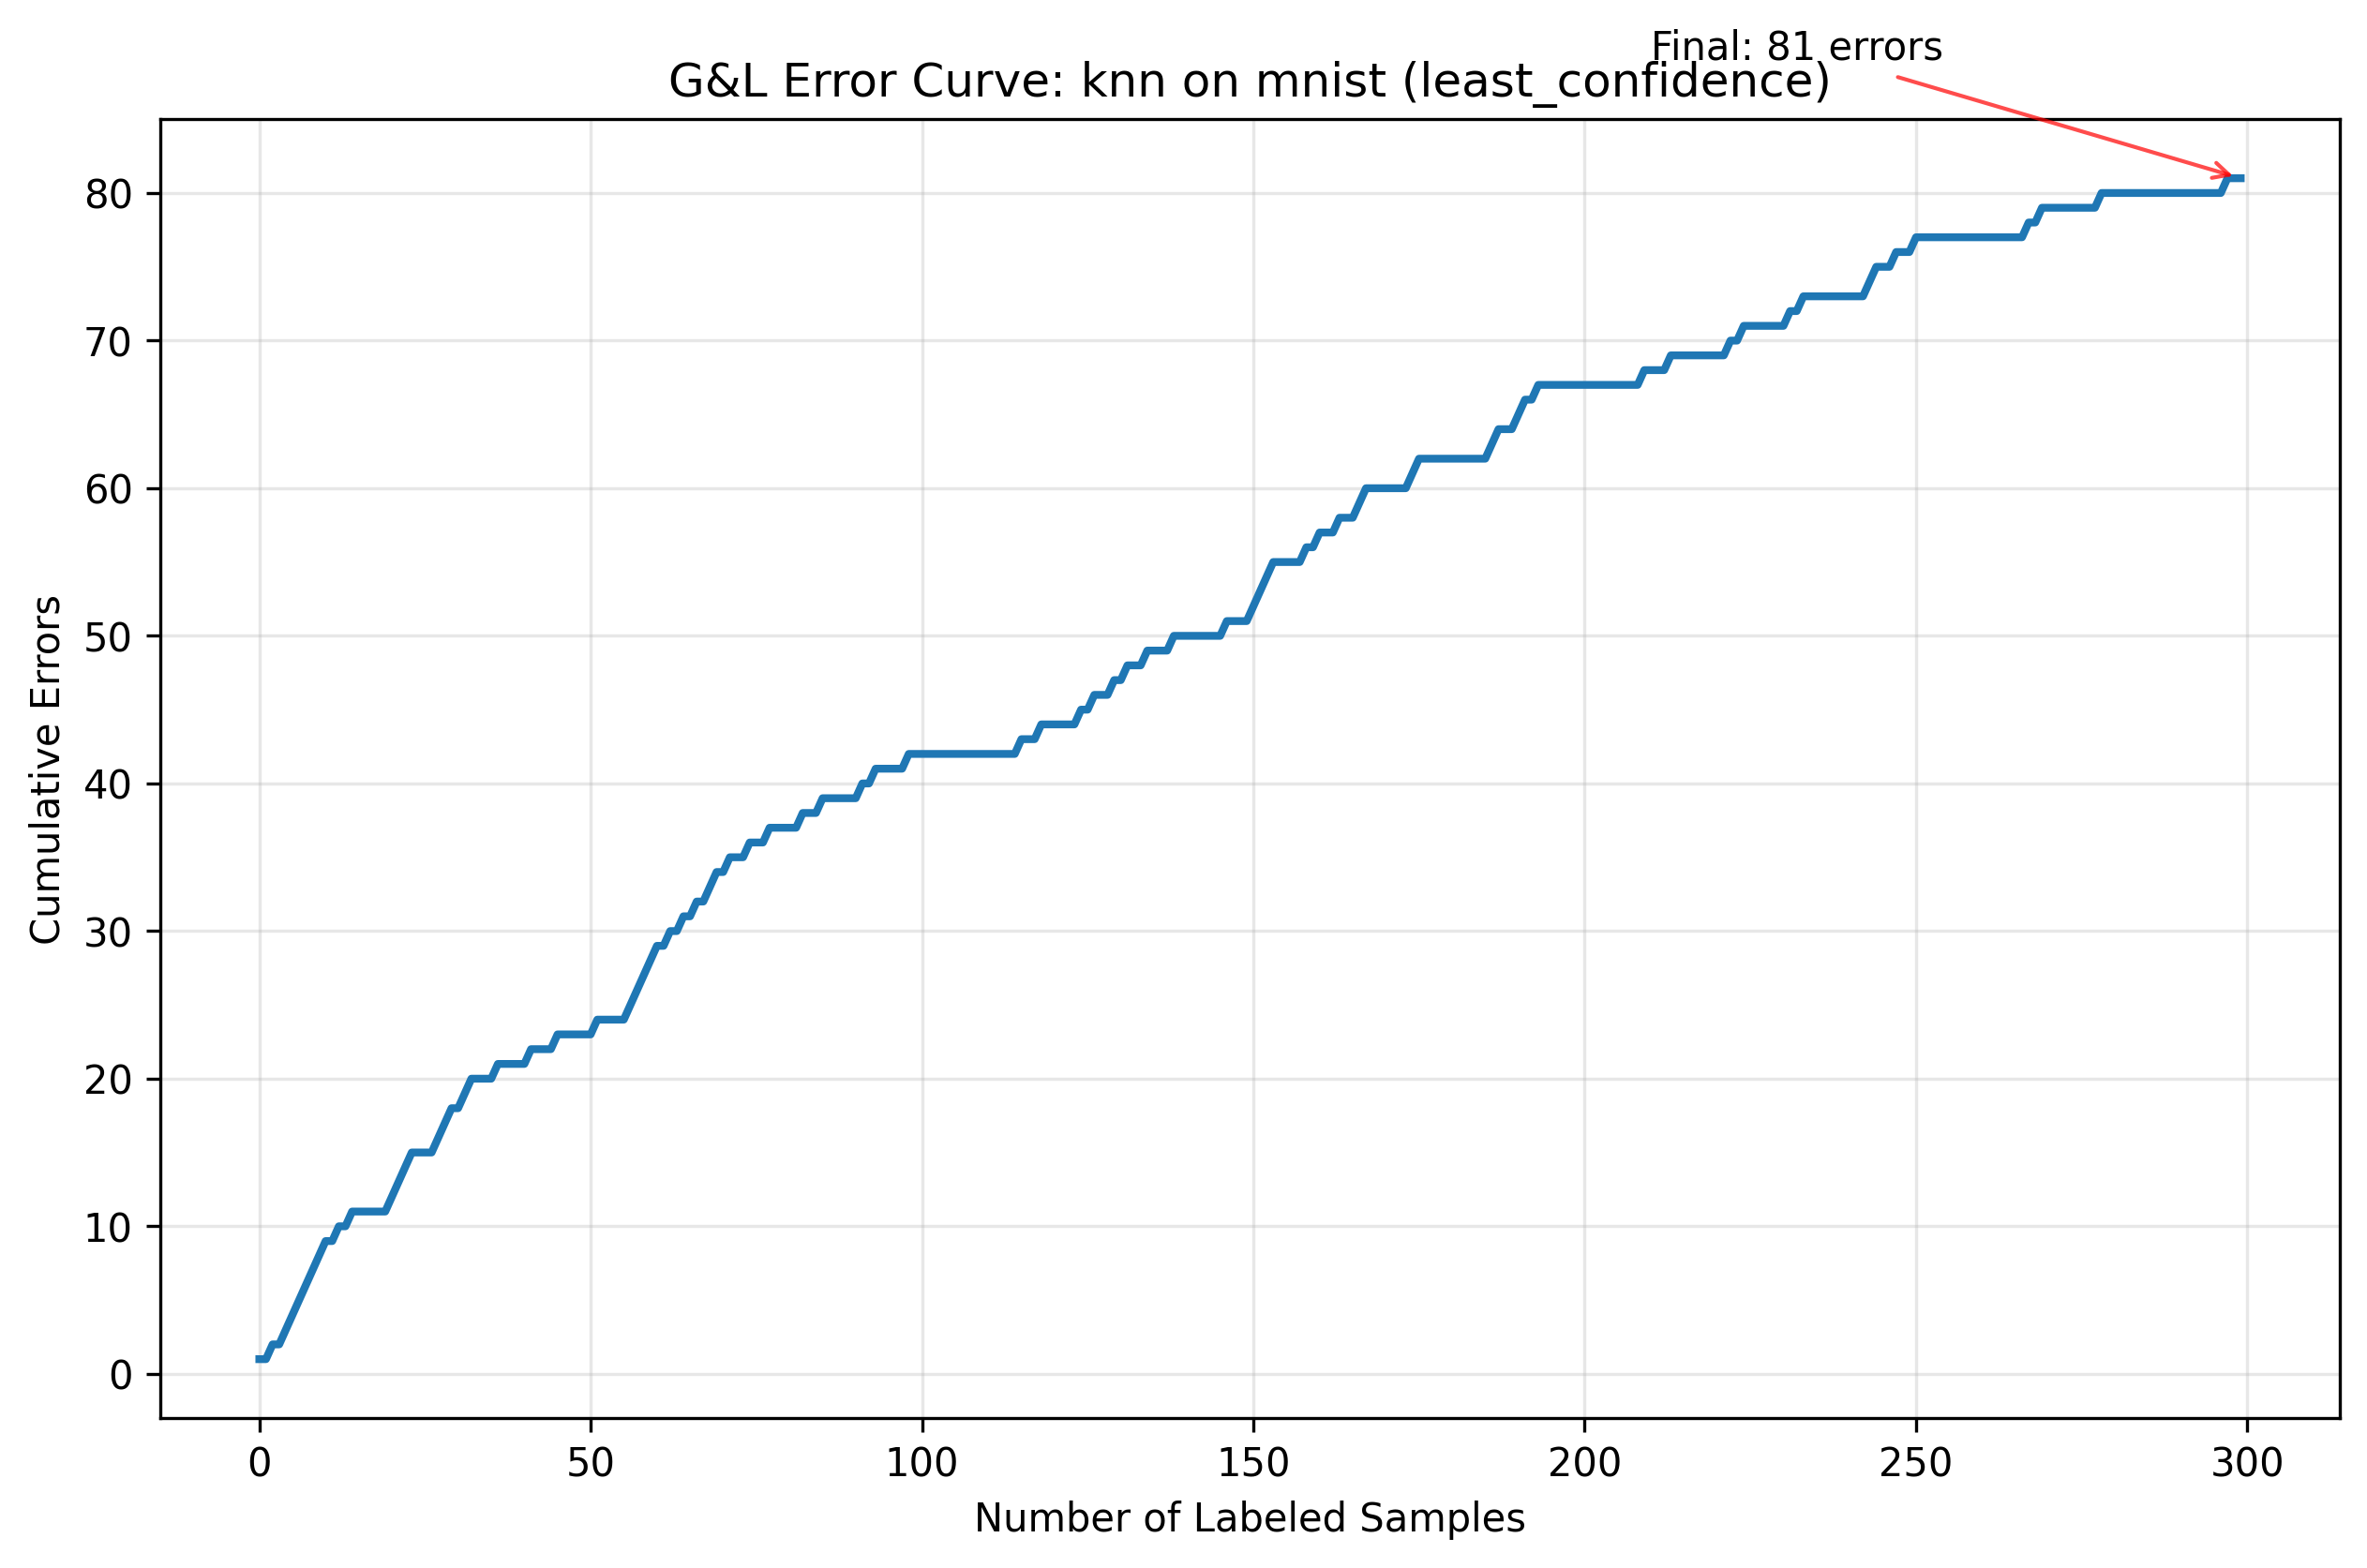 Final: 81 errors
G&L Error Curve: knn on mnist (least_confidence)
80
70
60
50
40
30
20
10
0
Cumulative Errors
0 50 100 150 200 250 300
Number of Labeled Samples